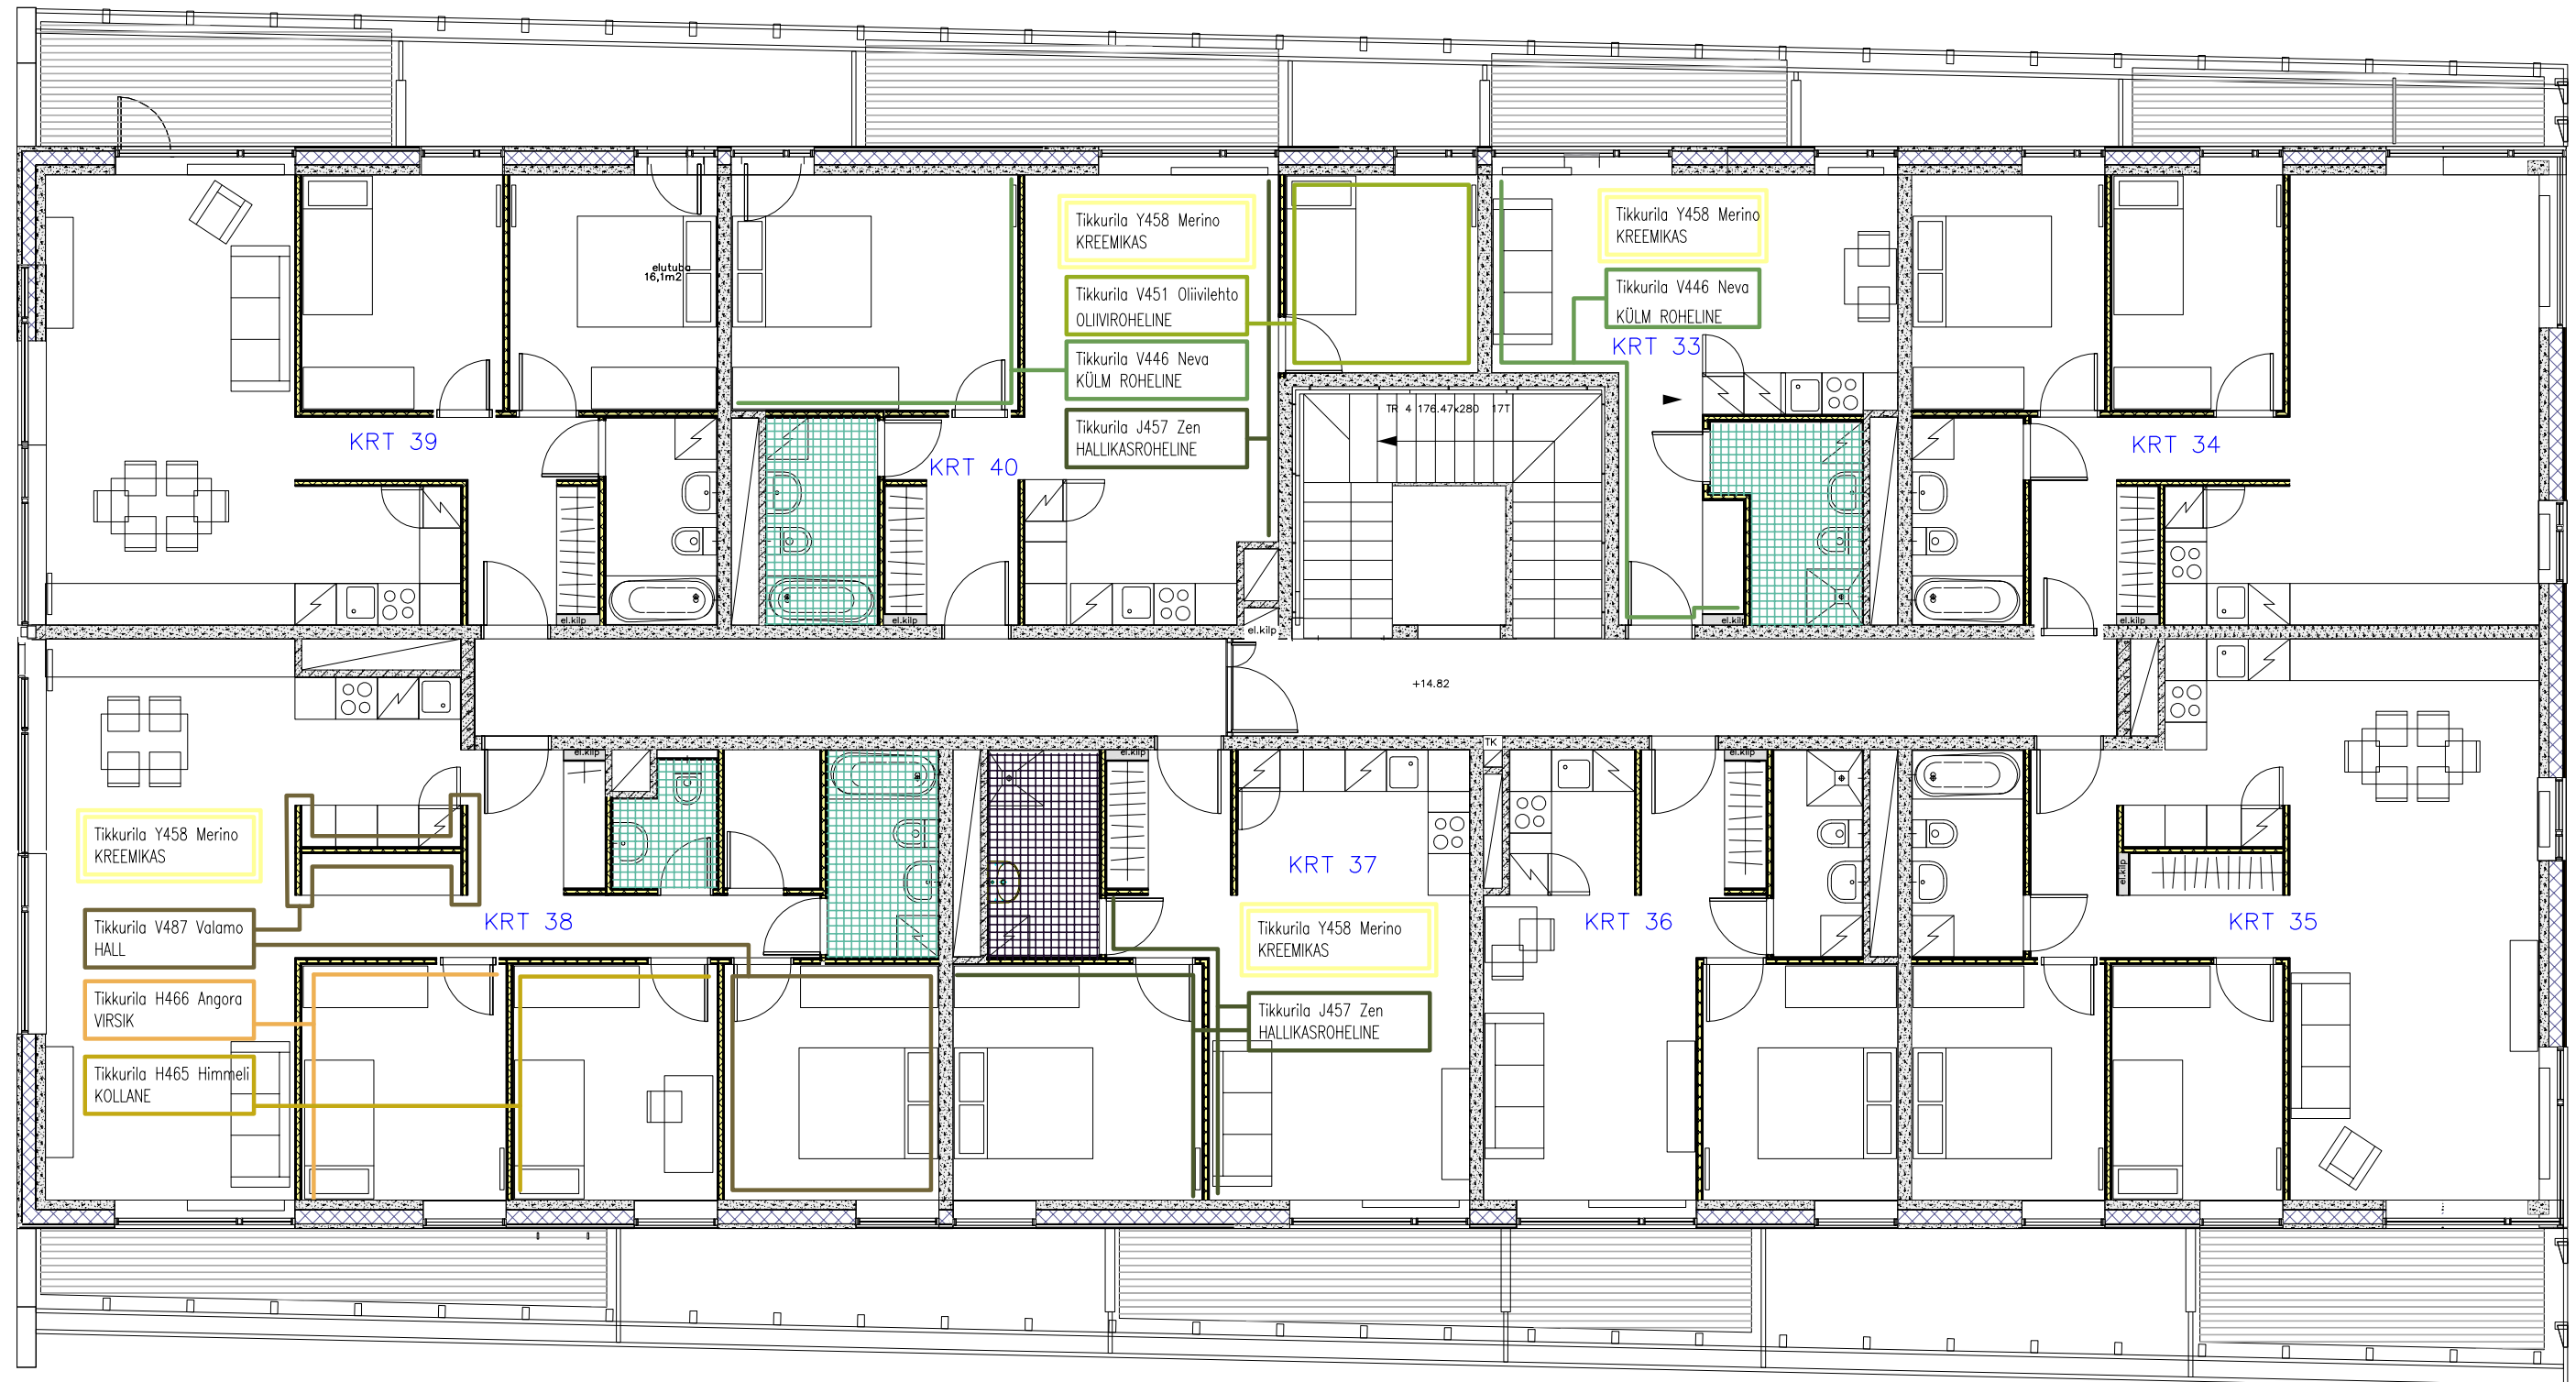 Tikkurila Y458 Merino
KREEMIKAS
Tikkurila Y458 Merino
KREEMIKAS
elutuba
16,1m2
Tikkurila V451 Oliivilehto
OLIIVIROHELINE
Tikkurila V446 Neva
KÜLM ROHELINE
KRT 33
Tikkurila V446 Neva
KÜLM ROHELINE
TR 4 176.47x280 17T
Tikkurila J457 Zen
HALLIKASROHELINE
KRT 39
KRT 40
KRT 34
el.kilp
el.kilp
el.kilp
el.kilp
el.kilp
+14.82
TK
el.kilp
el.kilp
el.kilp
el.kilp
Tikkurila Y458 Merino
KREEMIKAS
KRT 37
KRT 38
KRT 36
KRT 35
Tikkurila V487 Valamo
HALL
Tikkurila Y458 Merino
KREEMIKAS
Tikkurila H466 Angora
VIRSIK
Tikkurila J457 Zen
HALLIKASROHELINE
Tikkurila H465 Himmeli
KOLLANE